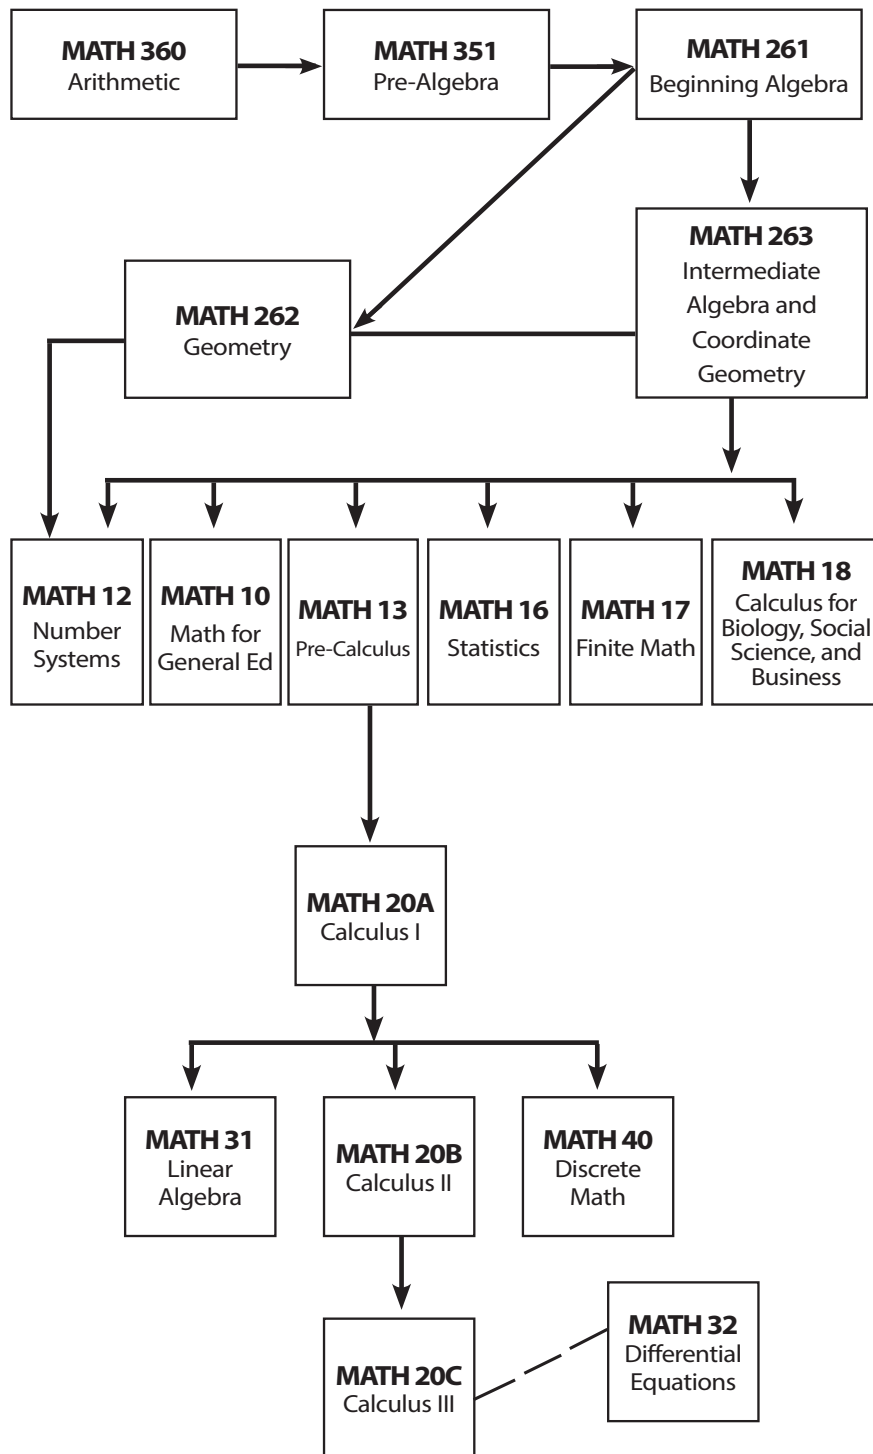 MATH 360
Arithmetic
MATH 351
Pre-Algebra
MATH 261
Beginning Algebra
MATH 263
Intermediate
Algebra and
Coordinate
Geometry
MATH 262
Geometry
MATH 12
Number
Systems
MATH 10
Math for
General Ed
MATH 13
Pre-Calculus
MATH 16
Statistics
MATH 17
Finite Math
MATH 18
Calculus for
Biology, Social
Science, and
Business
MATH 20A
Calculus I
MATH 31
Linear
Algebra
MATH 20B
Calculus II
MATH 40
Discrete
Math
MATH 20C
Calculus III
MATH 32
Differential
Equations